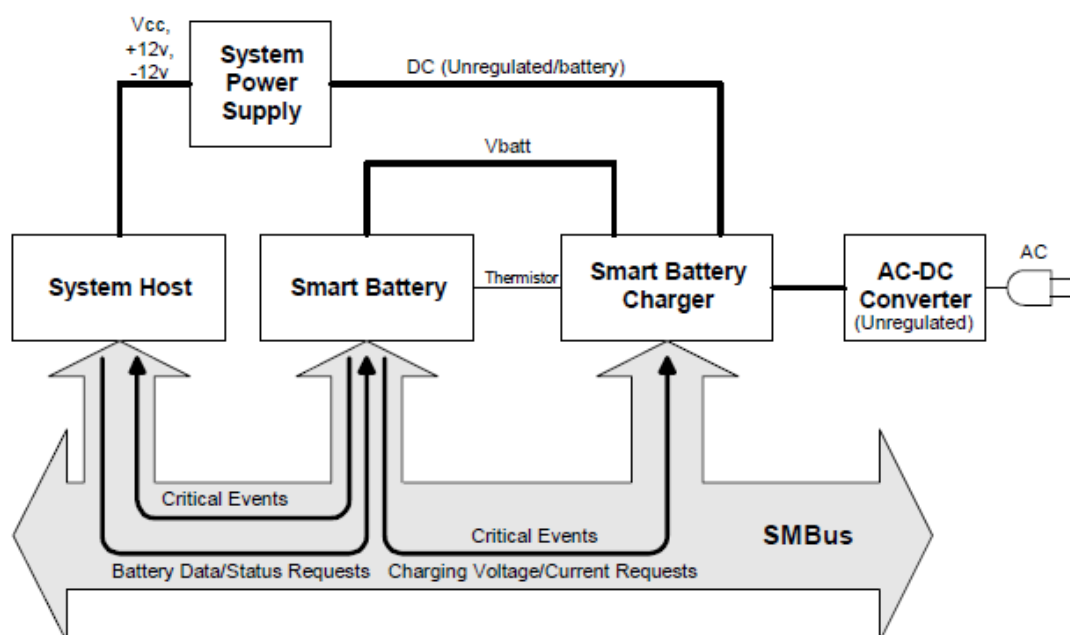 Vcc,
+12v,
-12v
System
Power
Supply
DC (Unregulated/battery)
Vbatt
System Host
Smart Battery
Thermistor
Smart Battery
Charger
AC-DC
Converter
(Unregulated)
AC
Critical Events
Critical Events
SMBus
Battery Data/Status Requests
Charging Voltage/Current Requests